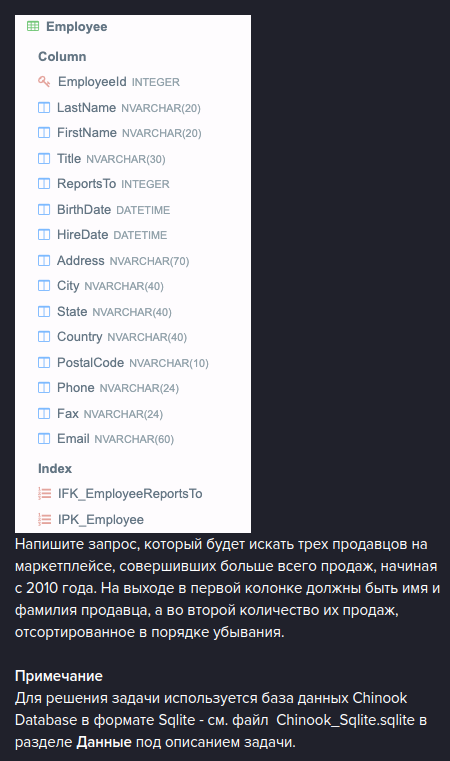 Employee
Column
EmployeeId INTEGER
LastName NVARCHAR(20)
FirstName NVARCHAR(20)
Title NVARCHAR(30)
ReportsTo INTEGER
BirthDate DATETIME
HireDate DATETIME
Address NVARCHAR(70)
City NVARCHAR(40)
State NVARCHAR(40)
Country NVARCHAR(40)
PostalCode NVARCHAR(10)
Phone NVARCHAR(24)
Fax NVARCHAR(24)
Email NVARCHAR(60)
Index
IFK_EmployeeReportsTo
IPK_Employee
Напишите запрос, который будет искать трех продавцов на
маркетплейсе, совершивших больше всего продаж, начиная
с 2010 года. На выходе в первой колонке должны быть имя и
фамилия продавца, а во второй количество их продаж,
отсортированное в порядке убывания.
Примечание
Для решения задачи используется база данных Chinook
Database в формате Sqlite - см. файл Chinook_Sqlite.sqlite в
разделе Данные под описанием задачи.